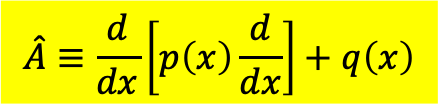 Â ≡ d/dx [p(x) d/dx] + q(x)